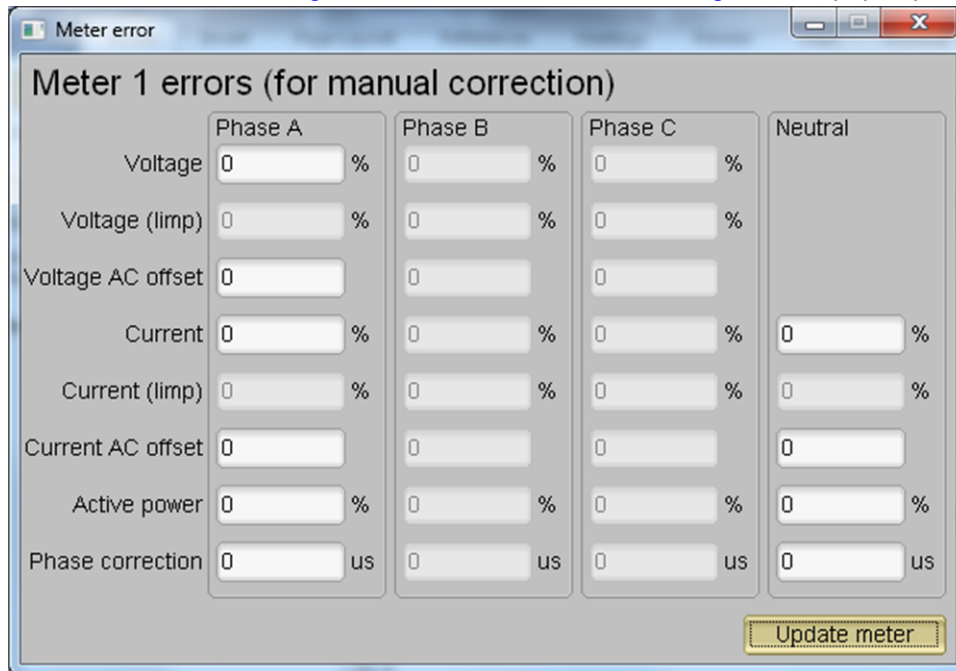 Meter error
Meter 1 errors (for manual correction)
Phase A Phase B Phase C Neutral
Voltage 0 % 0 % 0 %
Voltage (limp) 0 % 0 % 0 %
Voltage AC offset 0 0 0
Current 0 % 0 % 0 % 0 %
Current (limp) 0 % 0 % 0 % 0 %
Current AC offset 0 0 0 0
Active power 0 % 0 % 0 % 0 %
Phase correction 0 us 0 us 0 us 0 us
Update meter